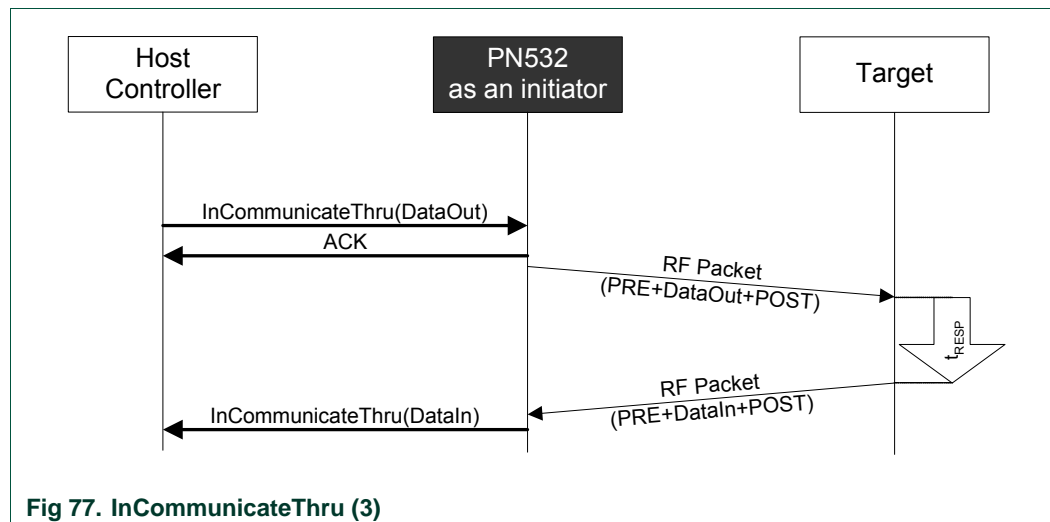 Host
Controller
PN532
as an initiator
Target
InCommunicateThru(DataOut)
ACK
RF Packet
(PRE+DataOut+POST)
tRESP
RF Packet
(PRE+DataIn+POST)
InCommunicateThru(DataIn)
Fig 77. InCommunicateThru (3)